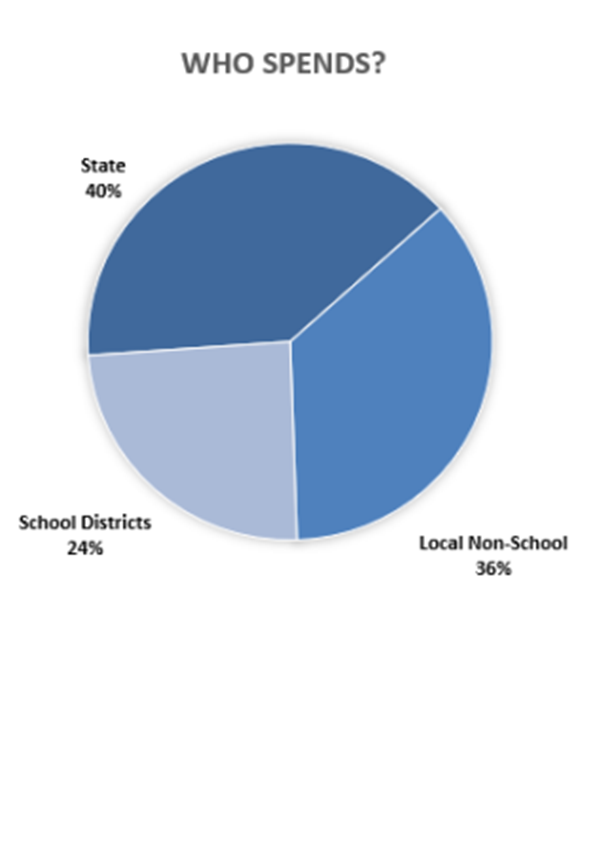 WHO SPENDS?
State
40%
School Districts
24%
Local Non-School
36%